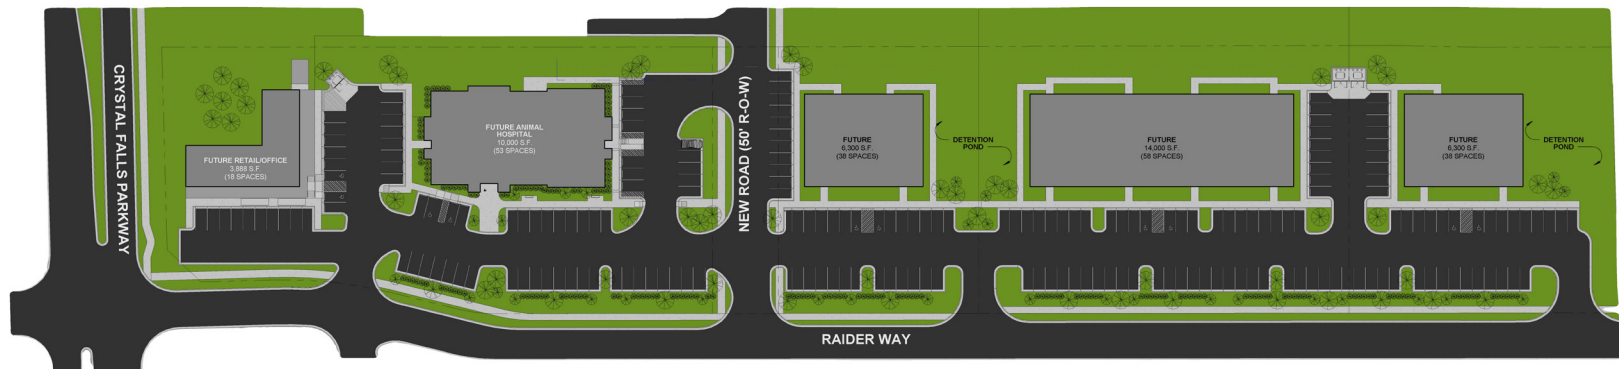 CRYSTAL FALLS PARKWAY
FUTURE RETAIL/OFFICE
3,888 S.F.
(18 SPACES)
FUTURE ANIMAL
HOSPITAL
10,000 S.F.
(53 SPACES)
NEW ROAD (50' R-O-W)
FUTURE
6,300 S.F.
(38 SPACES)
DETENTION
POND
FUTURE
14,000 S.F.
(58 SPACES)
FUTURE
6,300 S.F.
(38 SPACES)
DETENTION
POND
RAIDER WAY